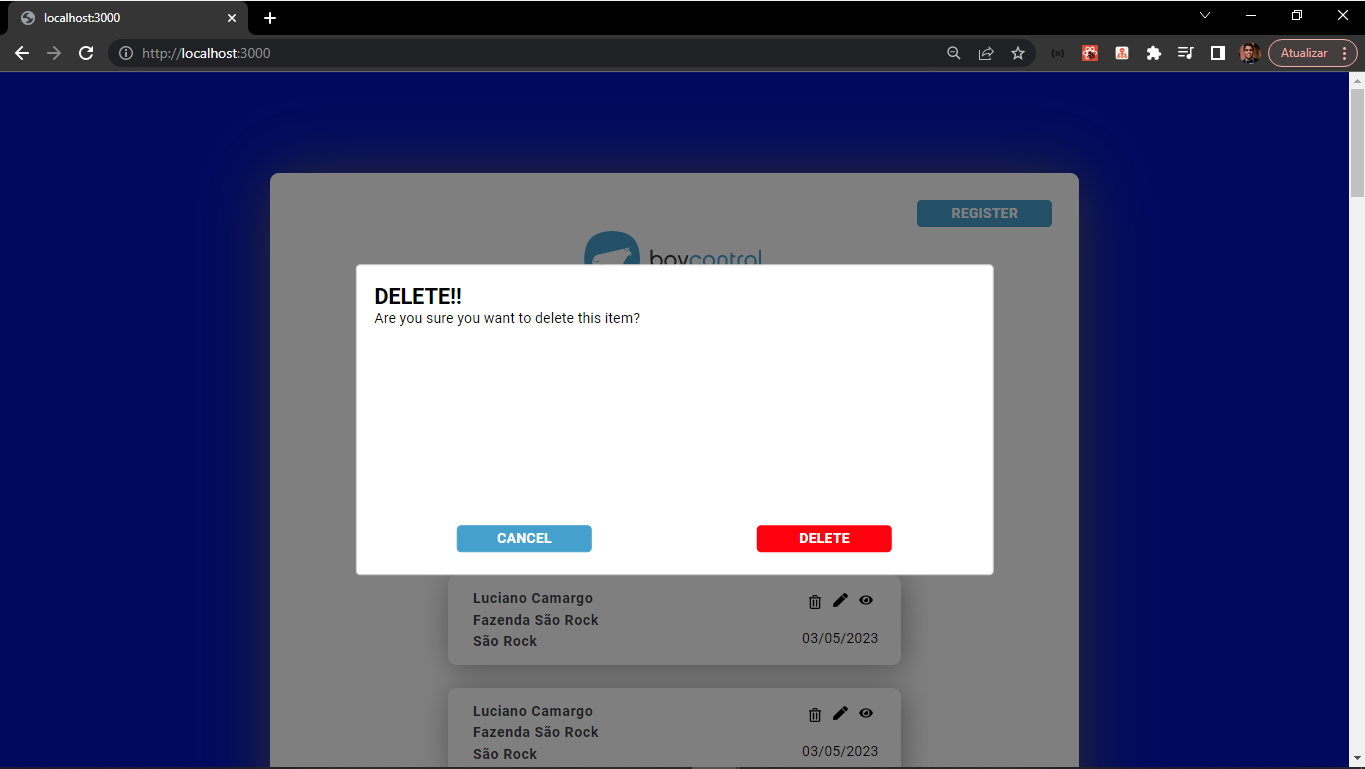 localhost:3000
http://localhost:3000
Atualizar
REGISTER
boycontrol
DELETE!!
Are you sure you want to delete this item?
CANCEL
DELETE
Luciano Camargo
Fazenda São Rock
São Rock
03/05/2023
Luciano Camargo
Fazenda São Rock
São Rock
03/05/2023